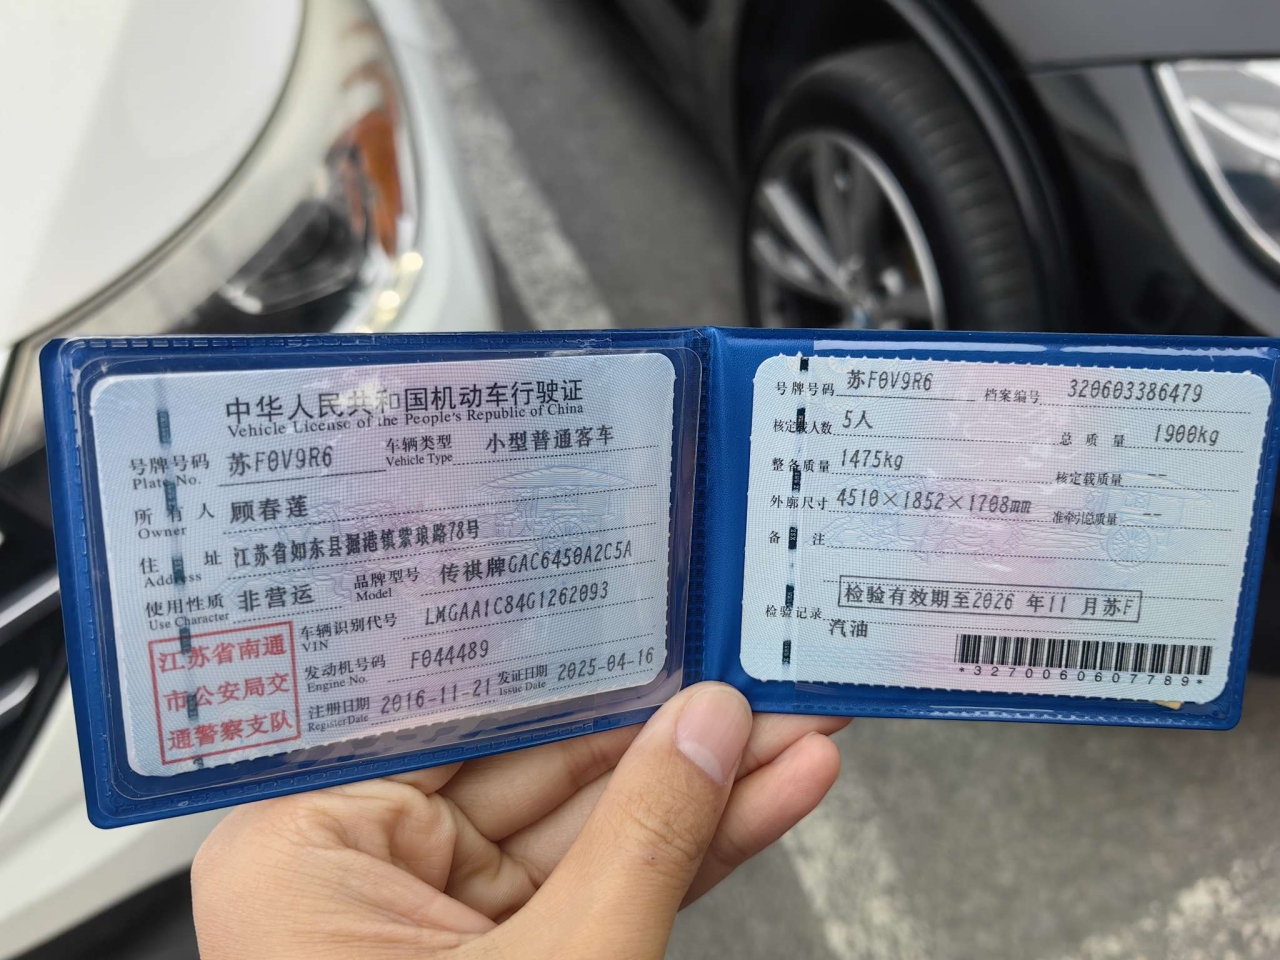 中华人民共和国机动车行驶证
Vehicle License of the People's Republic of China
号牌号码 苏F0V9R6 车辆类型 小型普通客车
Plate No. Vehicle Type
所有人 顾春莲
Owner
住址 江苏省如东县掘港镇紫琅路78号
Address
使用性质 非营运 品牌型号 传祺牌GAC6450A2C5A
Use Character Model
车辆识别代号 LMGAA1C84G1262093
VIN
发动机号码 F044489
Engine No.
注册日期 2016-11-21 发证日期 2025-04-16
Register Date Issue Date
江苏省南通
市公安局交
通警察支队
号牌号码 苏F0V9R6 档案编号 320603386479
核定载人数 5人 总质量 1900kg
整备质量 1475kg 核定载质量 --
外廓尺寸 4510×1852×1708mm 准牵引总质量 --
备注
检验有效期至2026 年11 月苏F
检验记录
汽油
*3270060607789*